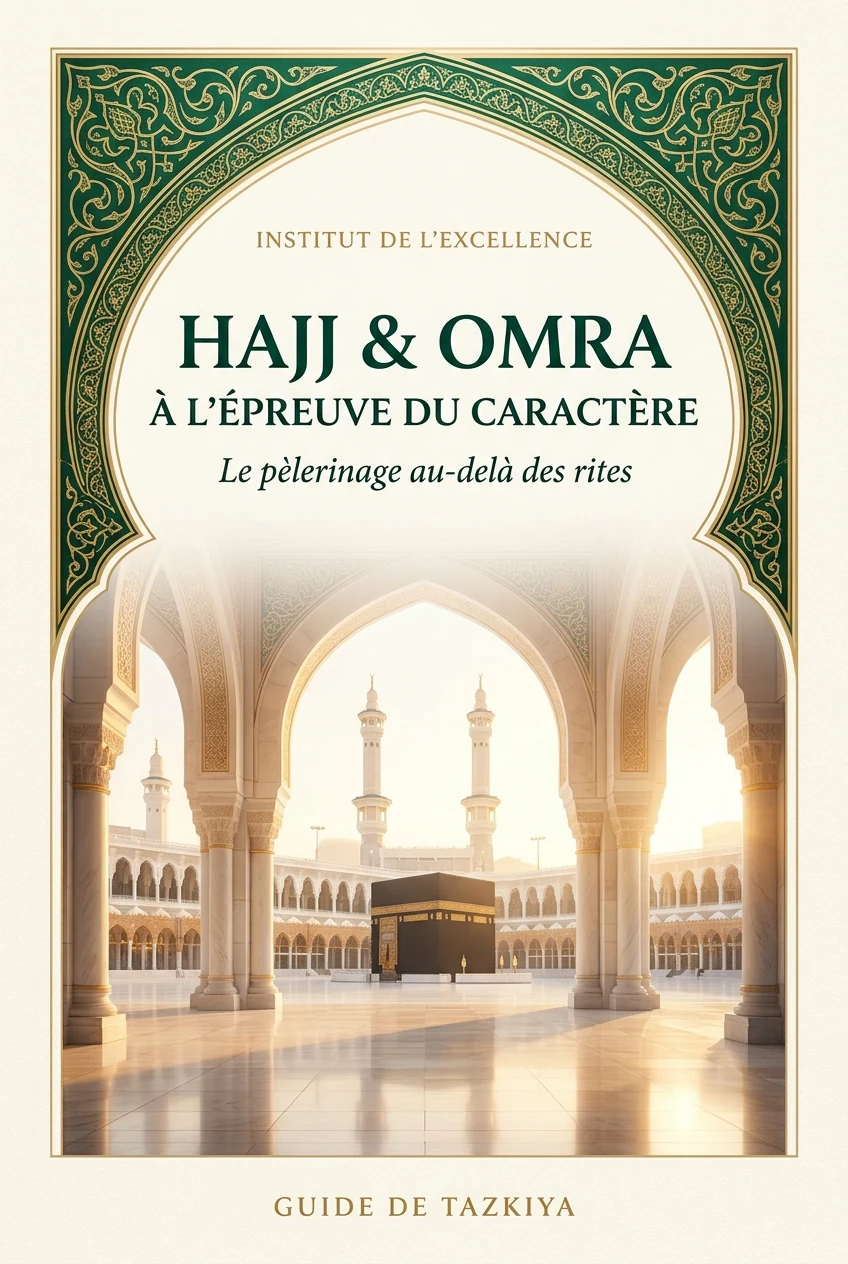 INSTITUT DE L'EXCELLENCE
HAJJ & OMRA
À L'ÉPREUVE DU CARACTÈRE
Le pèlerinage au-delà des rites
GUIDE DE TAZKIYA